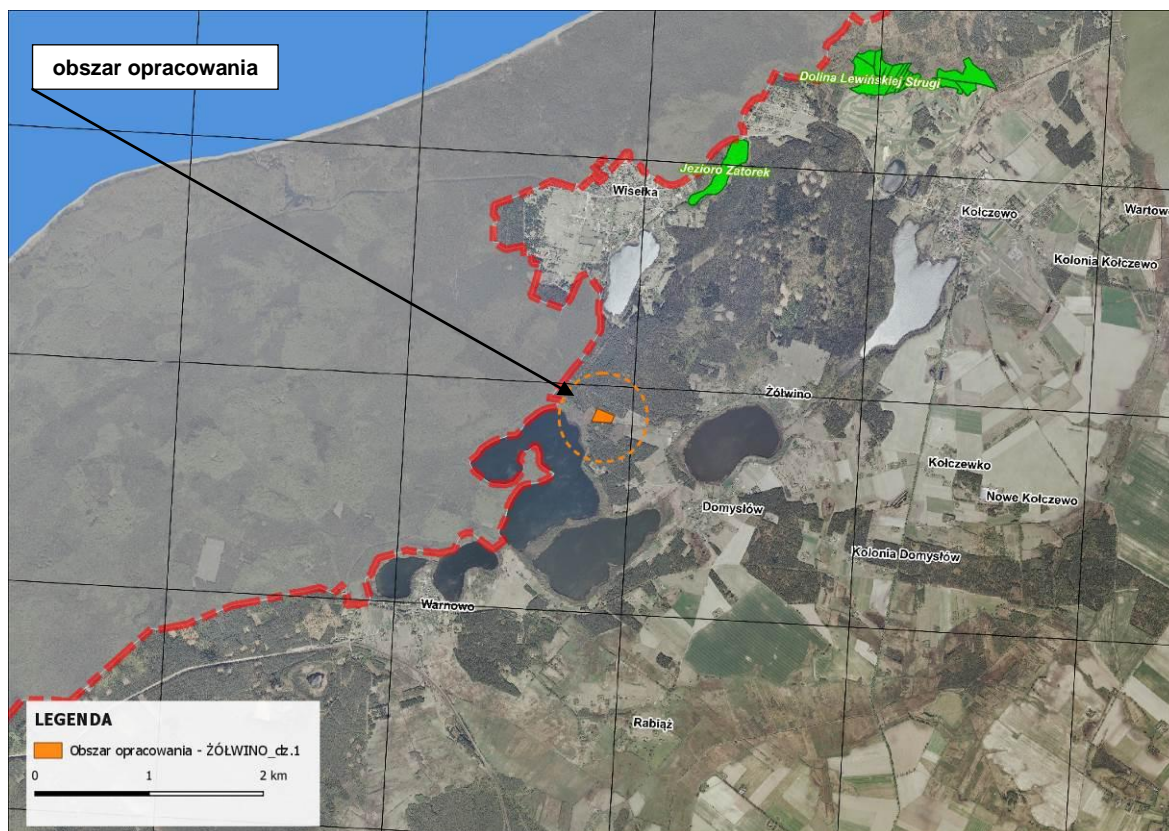 obszar opracowania
Dolina Lewińskiej Strugi
Jezioro Zatorek
Wisełka
Kołczewo
Wartowo
Kolonia Kołczewo
Żółwino
Kołczewko
Nowe Kołczewo
Domysłów
Kolonia Domysłów
Warnowo
Rabiąż
LEGENDA
Obszar opracowania - ŻÓŁWINO_dz.1
0 1 2 km